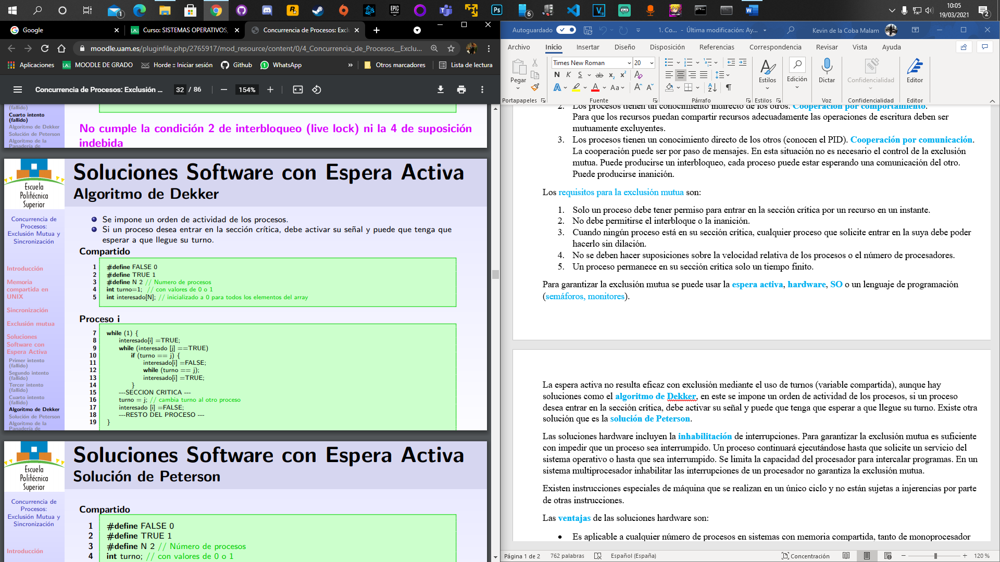 1
6
10:05
19/03/2021
2
Google
Curso: SISTEMAS OPERATIVOS,
Concurrencia de Procesos: Exclu
moodle.uam.es/pluginfile.php/2765917/mod_resource/content/0/4_Concurrencia_de_Procesos__Exclu...
Aplicaciones
MOODLE DE GRADO
Horde :: Iniciar sesión
Github
WhatsApp
»
Otros marcadores
Lista de lectura
Concurrencia de Procesos: Exclusión ...
32 / 86
154%
(fallido)
Cuarto intento
(fallido)
Algoritmo de Dekker
Solución de Peterson
Algoritmo de la
Panadería de
No cumple la condición 2 de interbloqueo (live lock) ni la 4 de suposición
indebida
Escuela
Politécnica
Superior
Soluciones Software con Espera Activa
Algoritmo de Dekker
Concurrencia de
Procesos:
Exclusión Mutua y
Sincronización
Introducción
Memoria
compartida en
UNIX
Sincronización
Exclusión mutua
Soluciones
Software con
Espera Activa
Primer intento
(fallido)
Segundo intento
(fallido)
Tercer intento
(fallido)
Cuarto intento
(fallido)
Algoritmo de Dekker
Solución de Peterson
Algoritmo de la
Panadería de
Se impone un orden de actividad de los procesos.
Si un proceso desea entrar en la sección crítica, debe activar su señal y puede que tenga que
esperar a que llegue su turno.
Compartido
1 #define FALSE 0
2 #define TRUE 1
3 #define N 2 // Numero de procesos
4 int turno=1; // con valores de 0 o 1
5 int interesado[N]; // inicializado a 0 para todos los elementos del array
Proceso i
7 while (1) {
8 interesado[i] =TRUE;
9 while (interesado [j] ==TRUE)
10 if (turno == j) {
11 interesado[i] =FALSE;
12 while (turno == j);
13 interesado[i] =TRUE;
14 }
15 ---SECCION CRITICA ---
16 turno = j; // cambia turno al otro proceso
17 interesado [i] =FALSE;
18 ---RESTO DEL PROCESO ---
19 }
Escuela
Politécnica
Superior
Soluciones Software con Espera Activa
Solución de Peterson
Concurrencia de
Procesos:
Exclusión Mutua y
Sincronización
Introducción
Compartido
1 #define FALSE 0
2 #define TRUE 1
3 #define N 2 // Número de procesos
4 int turno; // con valores de 0 o 1
Autoguardado
1. Co... - Última modificación: Ay...
Kevin de la Coba Malam
Archivo Inicio Insertar Diseño Disposición Referencias Correspondencia Revisar Vista Ayuda
Pegar
Times New Roman
20
N K S ab x₂ x²
A A Aa A A
Estilos
Edición
Dictar
Confidencialidad
Editor
Portapapeles Fuente Párrafo Estilos Voz Confidencialidad Editor
2. Los procesos tienen un conocimiento indirecto de los otros. Cooperación por comportamiento.
Para que los recursos puedan compartir recursos adecuadamente las operaciones de escritura deben ser
mutuamente excluyentes.
3. Los procesos tienen un conocimiento directo de los otros (conocen el PID). Cooperación por comunicación.
La cooperación puede ser por paso de mensajes. En esta situación no es necesario el control de la exclusión
mutua. Puede producirse un interbloqueo, cada proceso puede estar esperando una comunicación del otro.
Puede producirse inanición.
Los requisitos para la exclusión mutua son:
1. Solo un proceso debe tener permiso para entrar en la sección crítica por un recurso en un instante.
2. No debe permitirse el interbloque o la inanición.
3. Cuando ningún proceso está en su sección crítica, cualquier proceso que solicite entrar en la suya debe poder
hacerlo sin dilación.
4. No se deben hacer suposiciones sobre la velocidad relativa de los procesos o el número de procesadores.
5. Un proceso permanece en su sección crítica solo un tiempo finito.
Para garantizar la exclusión mutua se puede usar la espera activa, hardware, SO o un lenguaje de programación
(semáforos, monitores).
La espera activa no resulta eficaz con exclusión mediante el uso de turnos (variable compartida), aunque hay
soluciones como el algoritmo de Dekker, en este se impone un orden de actividad de los procesos, si un proceso
desea entrar en la sección crítica, debe activar su señal y puede que tenga que esperar a que llegue su turno. Existe otra
solución que es la solución de Peterson.
Las soluciones hardware incluyen la inhabilitación de interrupciones. Para garantizar la exclusión mutua es suficiente
con impedir que un proceso sea interrumpido. Un proceso continuará ejecutándose hasta que solicite un servicio del
sistema operativo o hasta que sea interrumpido. Se limita la capacidad del procesador para intercalar programas. En un
sistema multiprocesador inhabilitar las interrupciones de un procesador no garantiza la exclusión mutua.
Existen instrucciones especiales de máquina que se realizan en un único ciclo y no están sujetas a injerencias por parte
de otras instrucciones.
Las ventajas de las soluciones hardware son:
• Es aplicable a cualquier número de procesos en sistemas con memoria compartida, tanto de monoprocesador
Página 1 de 2 762 palabras Español (España) Concentración 120 %